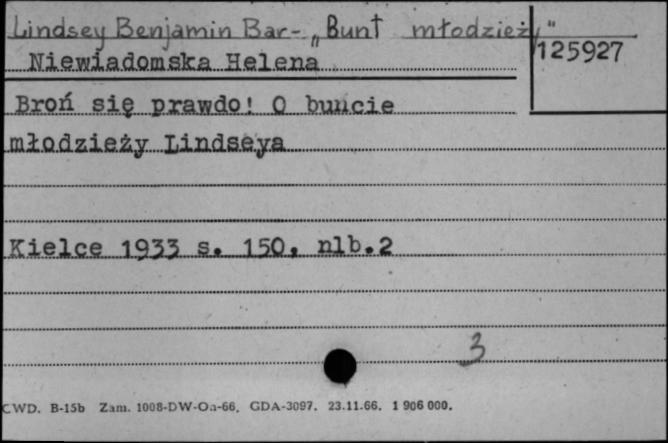 Lindsey Benjamin Bar- „Bunt młodzieży"
125927
Niewiadomska Helena
Broń się prawdo! O buncie
młodzieży Lindseya
Kielce 1933 s. 150, nlb.2
3
CWD. B-15b Zam. 1008-DW-Oa-66. GDA-3097. 23.11.66. 1 906 000.